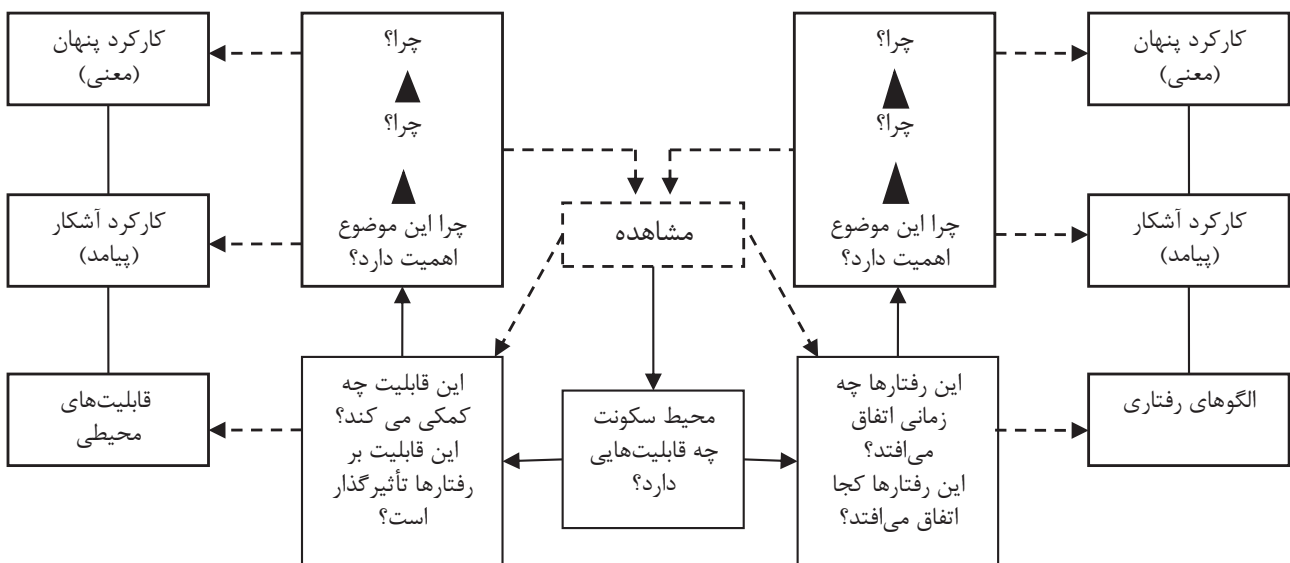 کارکرد پنهان
(معنی)
کارکرد آشکار
(پیامد)
الگوهای رفتاری
چرا؟
چرا؟
چرا این موضوع
اهمیت دارد؟
این رفتارها چه
زمانی اتفاق
می‌افتد؟
این رفتارها کجا
اتفاق می‌افتد؟
مشاهده
محیط سکونت
چه قابلیت‌هایی
دارد؟
چرا؟
چرا؟
چرا این موضوع
اهمیت دارد؟
این قابلیت چه
کمکی می کند؟
این قابلیت بر
رفتارها تأثیرگذار
است؟
کارکرد پنهان
(معنی)
کارکرد آشکار
(پیامد)
قابلیت‌های
محیطی